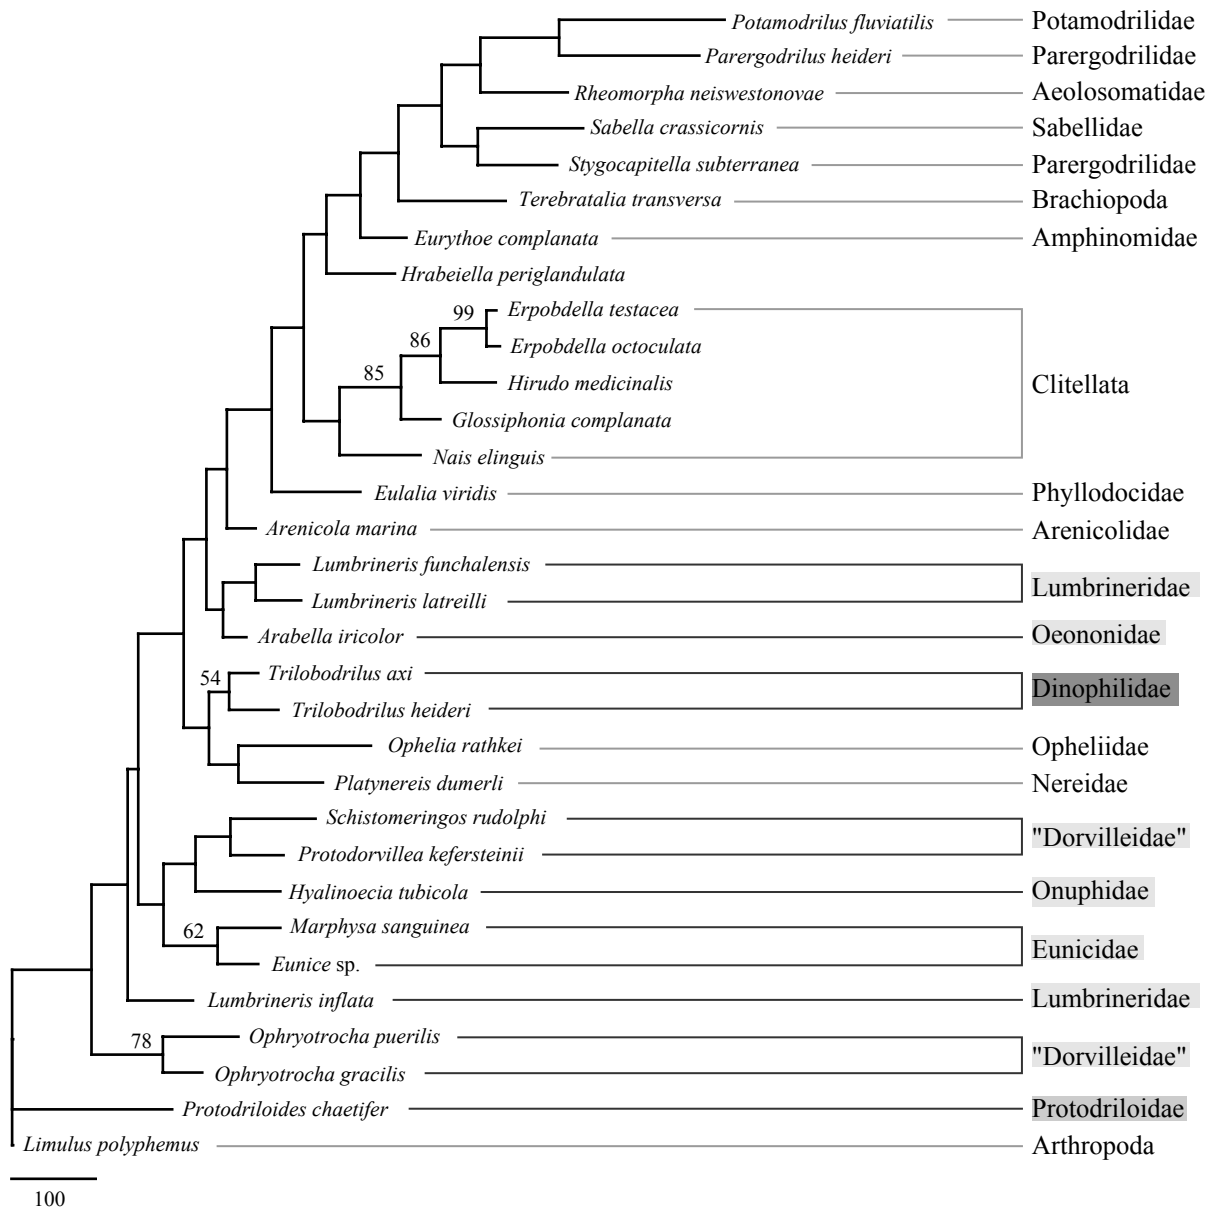 Potamodrilus fluviatilis Potamodrilidae
Parergodrilus heideri Parergodrilidae
Rheomorpha neiswestonovae Aeolosomatidae
Sabella crassicornis Sabellidae
Stygocapitella subterranea Parergodrilidae
Terebratalia transversa Brachiopoda
Eurythoe complanata Amphinomidae
Hrabeiella periglandulata
99 Erpobdella testacea
86 Erpobdella octoculata
85 Hirudo medicinalis Clitellata
Glossiphonia complanata
Nais elinguis
Eulalia viridis Phyllodocidae
Arenicola marina Arenicolidae
Lumbrineris funchalensis
Lumbrineridae
Lumbrineris latreilli
Arabella iricolor Oeononidae
54 Trilobodrilus axi
Dinophilidae
Trilobodrilus heideri
Ophelia rathkei Opheliidae
Platynereis dumerli Nereidae
Schistomeringos rudolphi
"Dorvilleidae"
Protodorvillea kefersteinii
Hyalinoecia tubicola Onuphidae
62 Marphysa sanguinea
Eunicidae
Eunice sp.
Lumbrineris inflata Lumbrineridae
78 Ophryotrocha puerilis
"Dorvilleidae"
Ophryotrocha gracilis
Protodriloides chaetifer Protodriloidae
Limulus polyphemus Arthropoda
100